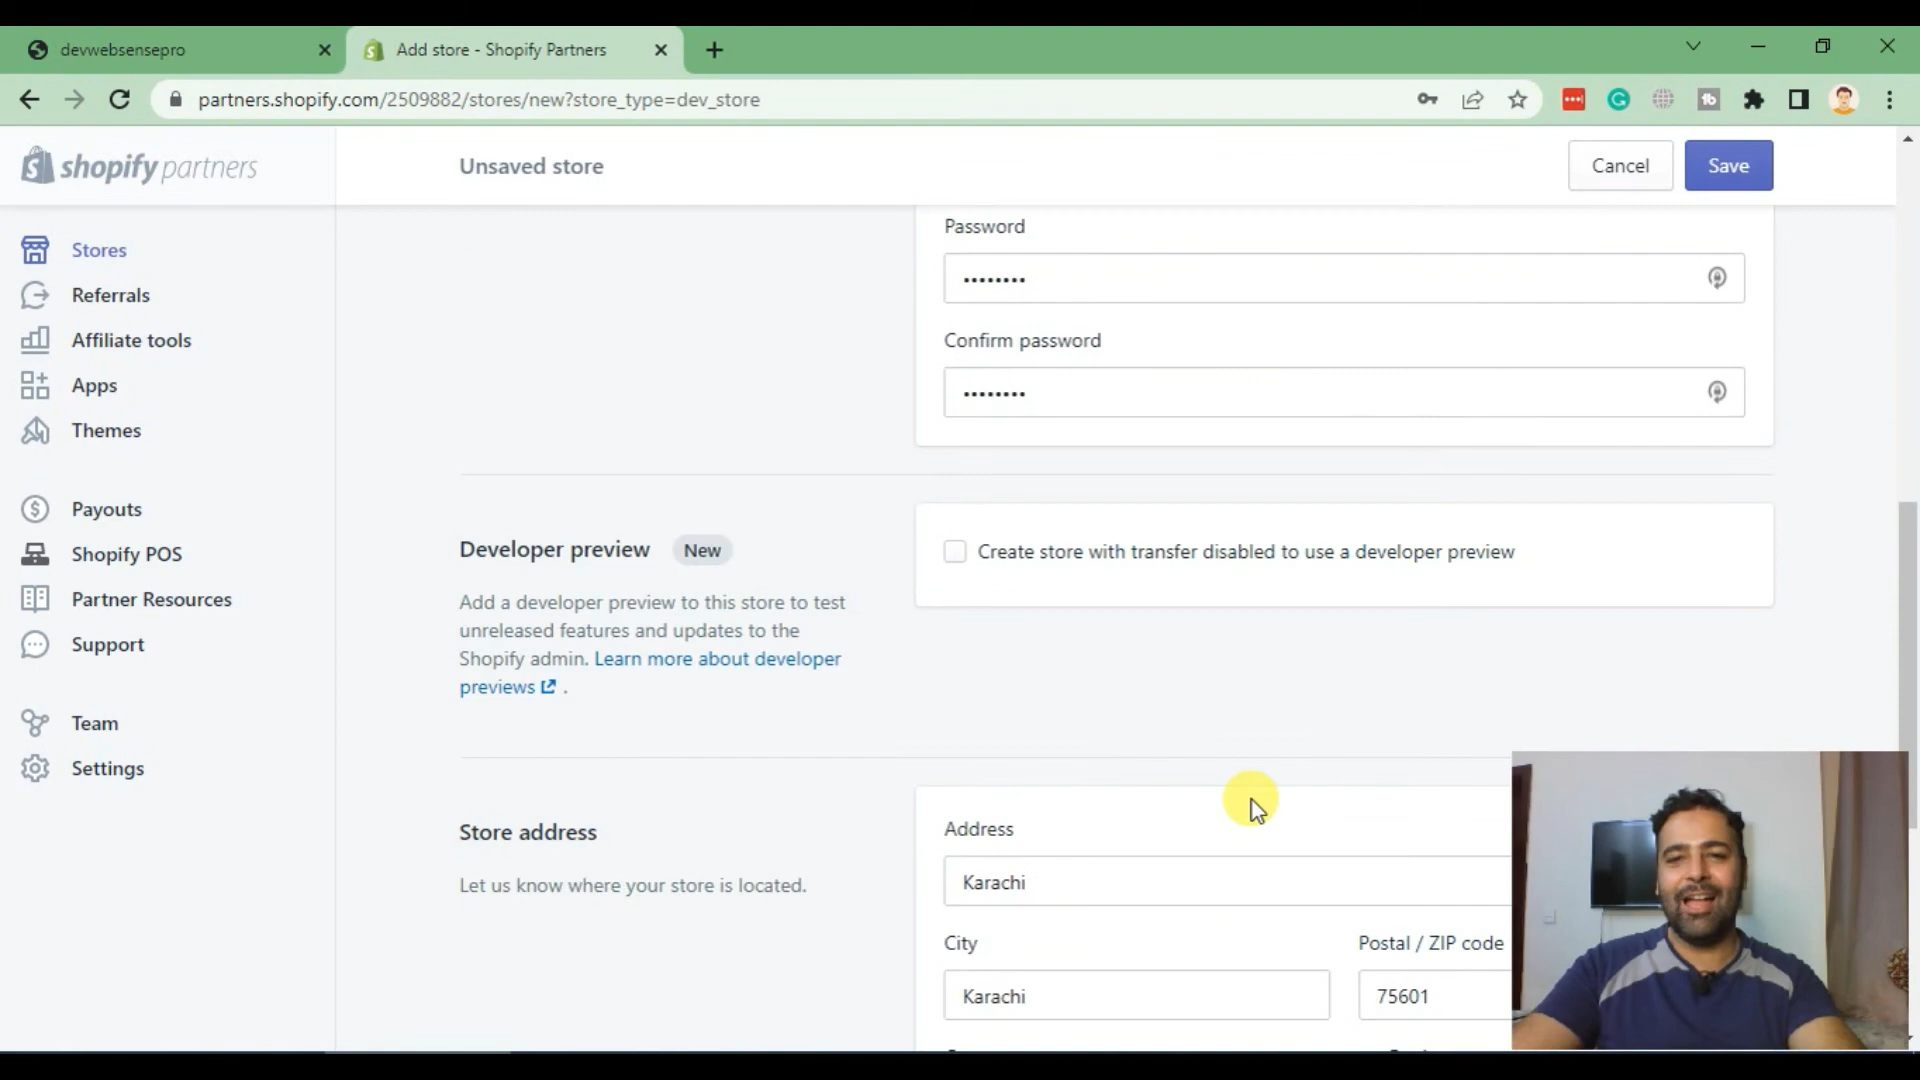 devwebsensepro
Add store - Shopify Partners
partners.shopify.com/2509882/stores/new?store_type=dev_store
shopify partners
Unsaved store
Cancel
Save
Stores
Referrals
Affiliate tools
Apps
Themes
Payouts
Shopify POS
Partner Resources
Support
Team
Settings
Password
••••••••
Confirm password
••••••••
Developer preview New
Add a developer preview to this store to test
unreleased features and updates to the
Shopify admin. Learn more about developer
previews .
Create store with transfer disabled to use a developer preview
Store address
Let us know where your store is located.
Address
Karachi
City
Karachi
Postal / ZIP code
75601